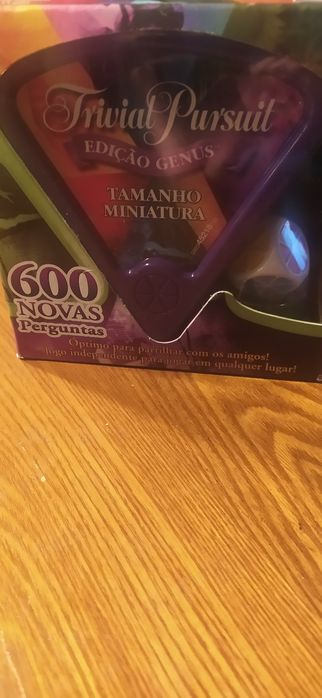 Trivial Pursuit
EDIÇÃO GENUS
TAMANHO
MINIATURA
600
NOVAS
Perguntas
Óptimo para partilhar com os amigos!
Jogo independente para jogar em qualquer lugar!